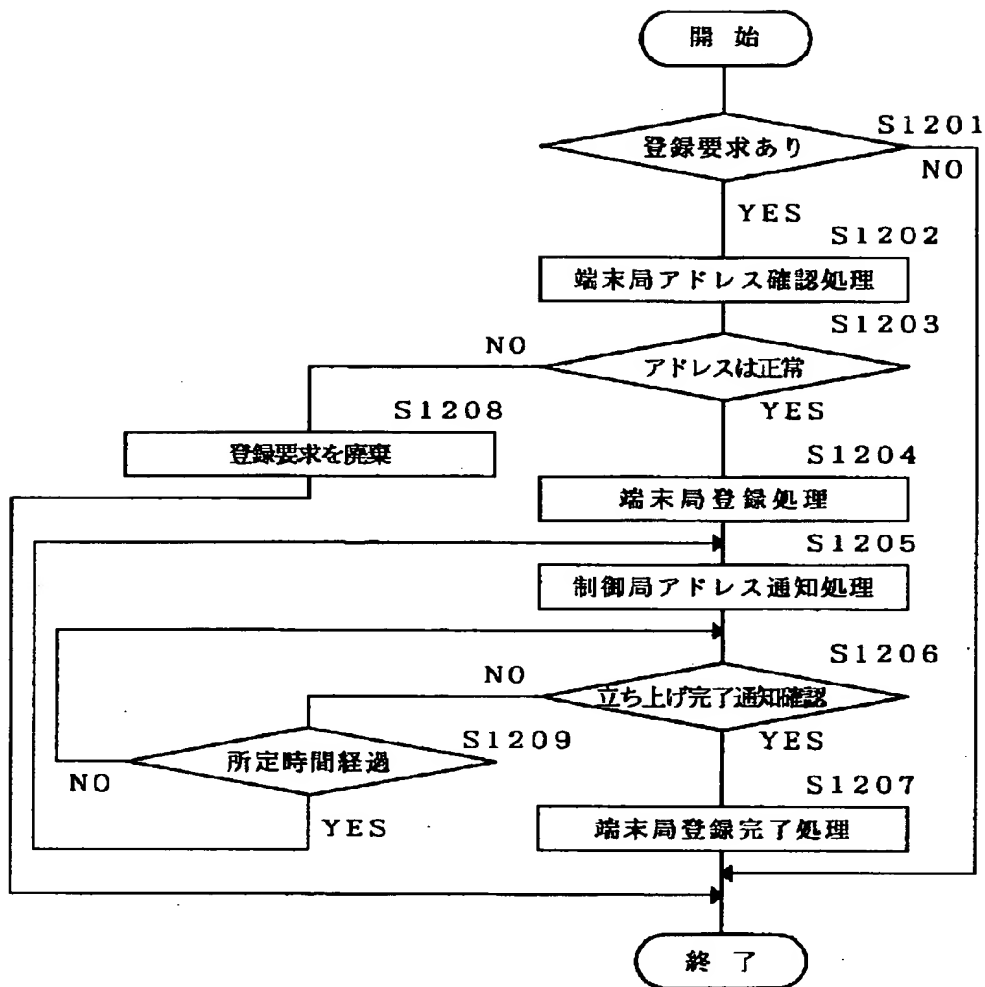 開始
S1201
登録要求あり
NO
YES
S1202
端末局アドレス確認処理
S1203
NO
アドレスは正常
YES
S1208
登録要求を廃棄
S1204
端末局登録処理
S1205
制御局アドレス通知処理
S1206
NO
立ち上げ完了通知確認
YES
S1209
所定時間経過
NO
YES
S1207
端末局登録完了処理
終了